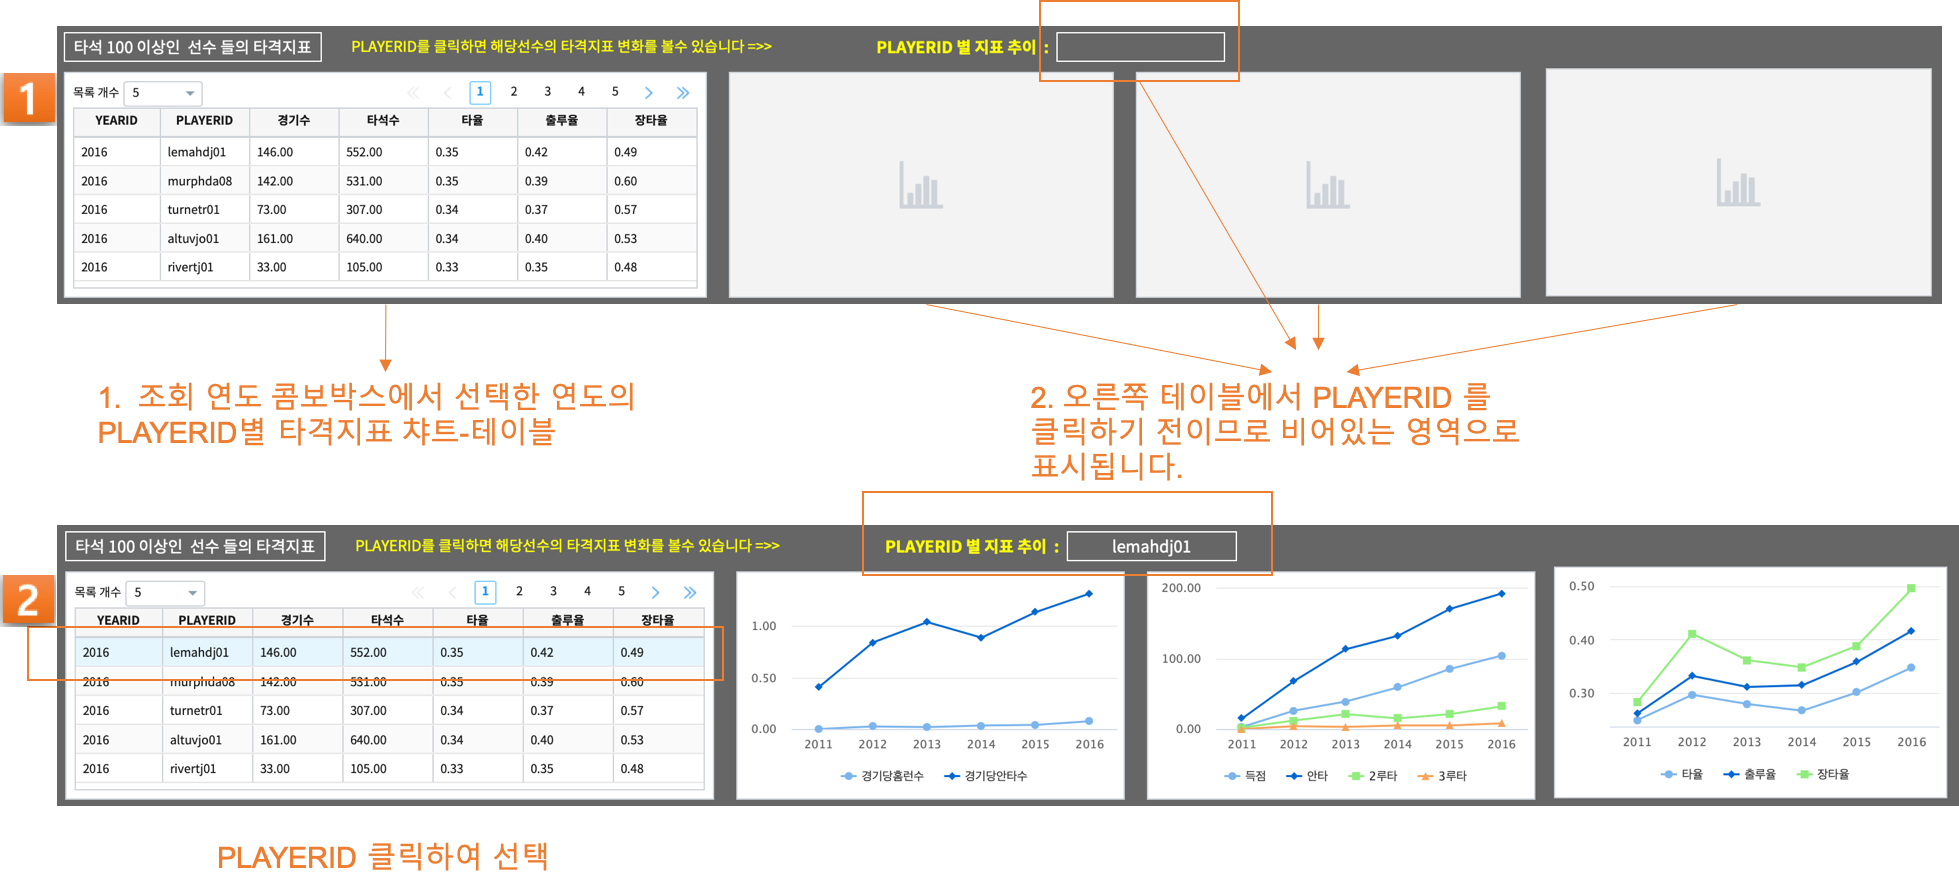 타석 100 이상인 선수 들의 타격지표
PLAYERID를 클릭하면 해당선수의 타격지표 변화를 볼수 있습니다 =>>
PLAYERID 별 지표 추이 :
1
목록 개수 5
1 2 3 4 5
YEARID PLAYERID 경기수 타석수 타율 출루율 장타율
2016 lemahdj01 146.00 552.00 0.35 0.42 0.49
2016 murphda08 142.00 531.00 0.35 0.39 0.60
2016 turnetr01 73.00 307.00 0.34 0.37 0.57
2016 altuvjo01 161.00 640.00 0.34 0.40 0.53
2016 rivertj01 33.00 105.00 0.33 0.35 0.48
1. 조회 연도 콤보박스에서 선택한 연도의
PLAYERID별 타격지표 챠트-테이블
2. 오른쪽 테이블에서 PLAYERID 를
클릭하기 전이므로 비어있는 영역으로
표시됩니다.
타석 100 이상인 선수 들의 타격지표
PLAYERID를 클릭하면 해당선수의 타격지표 변화를 볼수 있습니다 =>>
PLAYERID 별 지표 추이 : lemahdj01
2
목록 개수 5
1 2 3 4 5
YEARID PLAYERID 경기수 타석수 타율 출루율 장타율
2016 lemahdj01 146.00 552.00 0.35 0.42 0.49
2016 murphda08 142.00 531.00 0.35 0.39 0.60
2016 turnetr01 73.00 307.00 0.34 0.37 0.57
2016 altuvjo01 161.00 640.00 0.34 0.40 0.53
2016 rivertj01 33.00 105.00 0.33 0.35 0.48
1.00
0.50
0.00
2011 2012 2013 2014 2015 2016
경기당홈런수 경기당안타수
200.00
100.00
0.00
2011 2012 2013 2014 2015 2016
득점 안타 2루타 3루타
0.50
0.40
0.30
2011 2012 2013 2014 2015 2016
타율 출루율 장타율
PLAYERID 클릭하여 선택